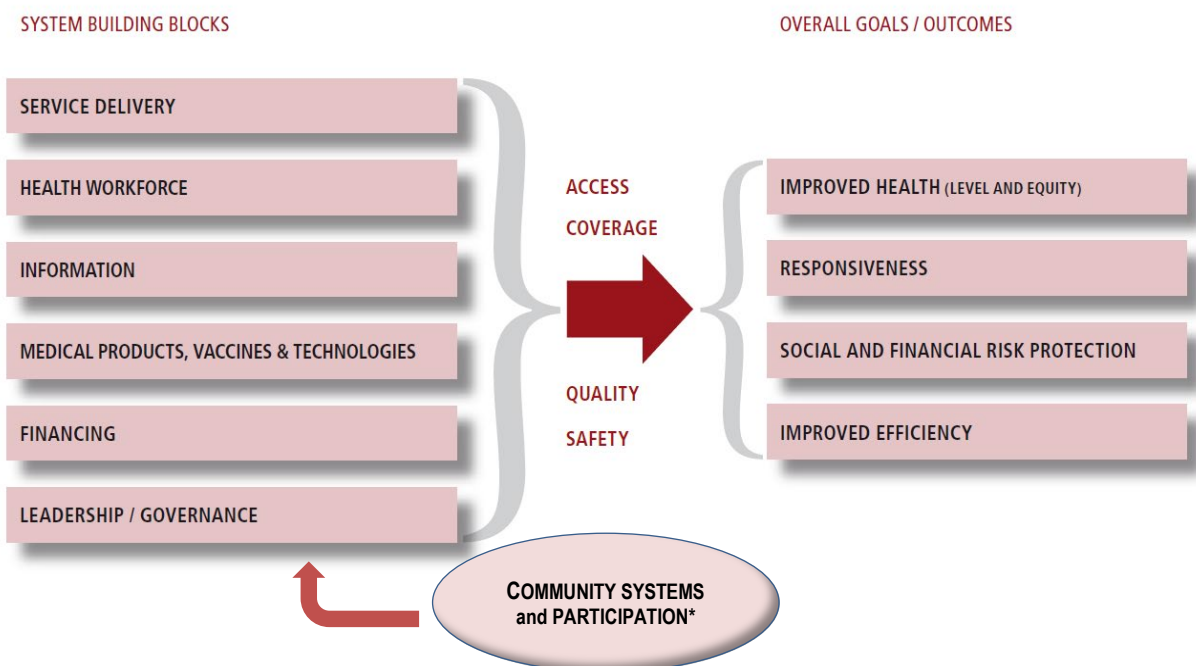 SYSTEM BUILDING BLOCKS
OVERALL GOALS / OUTCOMES
SERVICE DELIVERY
HEALTH WORKFORCE
INFORMATION
MEDICAL PRODUCTS, VACCINES & TECHNOLOGIES
FINANCING
LEADERSHIP / GOVERNANCE
ACCESS
COVERAGE
QUALITY
SAFETY
IMPROVED HEALTH (LEVEL AND EQUITY)
RESPONSIVENESS
SOCIAL AND FINANCIAL RISK PROTECTION
IMPROVED EFFICIENCY
COMMUNITY SYSTEMS
and PARTICIPATION*